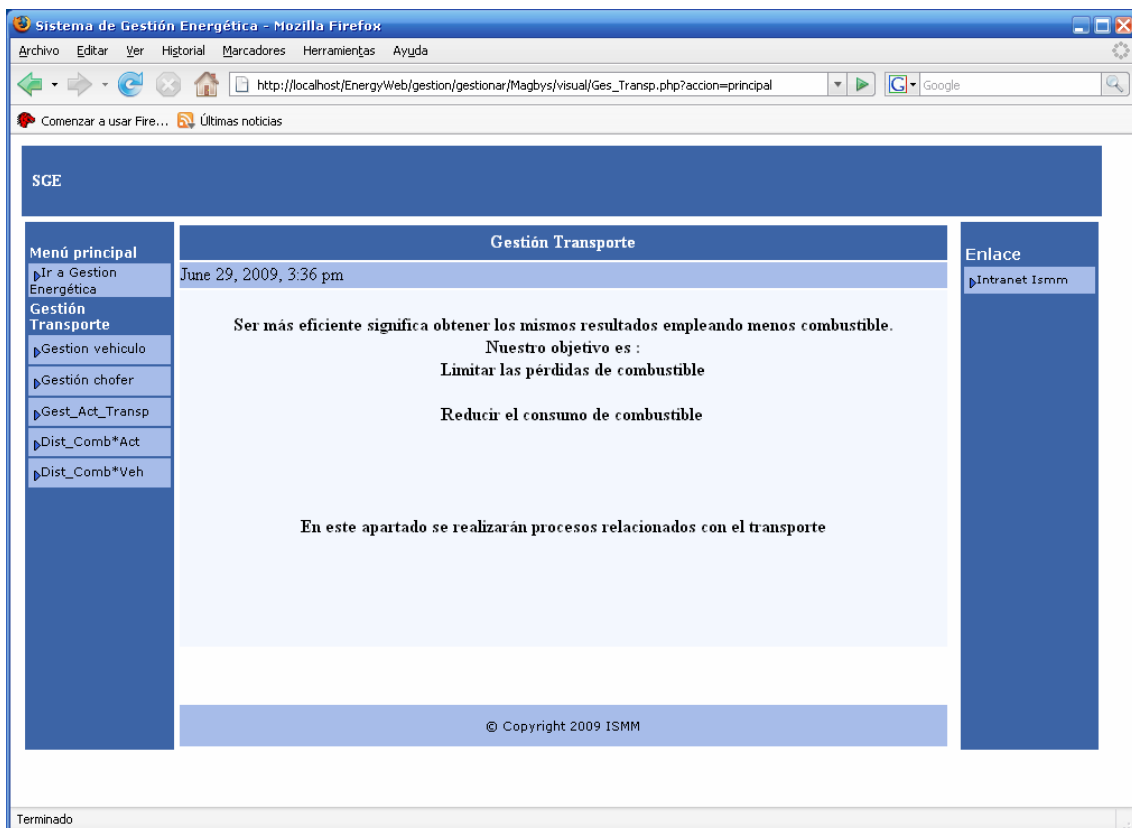 Sistema de Gestión Energética - Mozilla Firefox
Archivo Editar Ver Historial Marcadores Herramientas Ayuda
http://localhost/EnergyWeb/gestion/gestionar/Magbys/visual/Ges_Transp.php?accion=principal
G Google
Comenzar a usar Fire... Últimas noticias
SGE
Menú principal
Ir a Gestion
Energética
Gestión
Transporte
Gestion vehiculo
Gestión chofer
Gest_Act_Transp
Dist_Comb*Act
Dist_Comb*Veh
Gestión Transporte
June 29, 2009, 3:36 pm
Ser más eficiente significa obtener los mismos resultados empleando menos combustible.
Nuestro objetivo es :
Limitar las pérdidas de combustible
Reducir el consumo de combustible
En este apartado se realizarán procesos relacionados con el transporte
© Copyright 2009 ISMM
Enlace
Intranet Ismm
Terminado